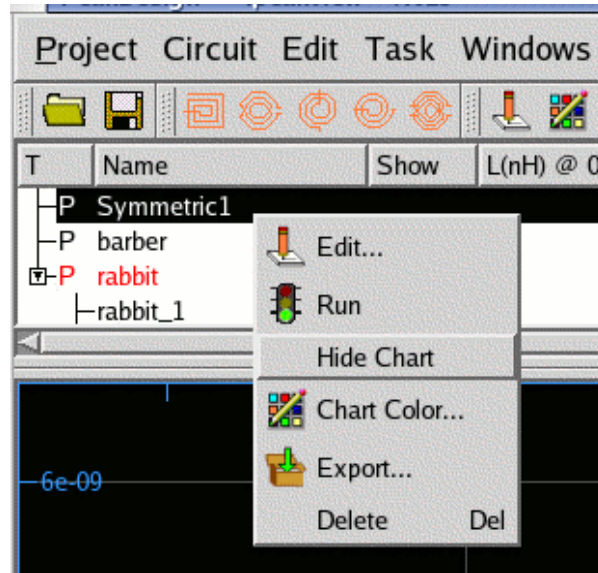 Project Circuit Edit Task Windows
T Name Show L(nH) @ 0
P Symmetric1
P barber
P rabbit
rabbit_1
Edit...
Run
Hide Chart
Chart Color...
Export...
Delete Del
6e-09